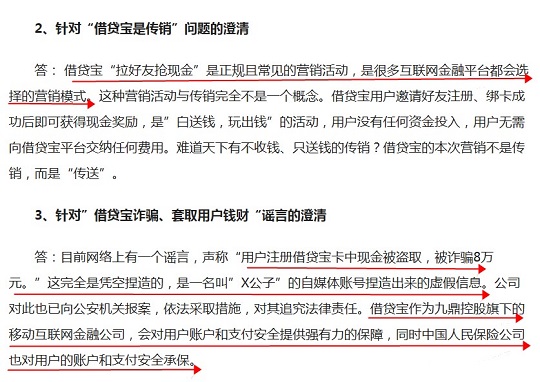 2、针对“借贷宝是传销”问题的澄清
答： 借贷宝“拉好友抢现金”是正规且常见的营销活动，是很多互联网金融平台都会选
择的营销模式。这种营销活动与传销完全不是一个概念。借贷宝用户邀请好友注册、绑卡成
功后即可获得现金奖励，是”白送钱，玩出钱“的活动，用户没有任何资金投入，用户无需
向借贷宝平台交纳任何费用。难道天下有不收钱、只送钱的传销？借贷宝的本次营销不是传
销，而是“传送”。
3、针对”借贷宝诈骗、套取用户钱财“谣言的澄清
答：目前网络上有一个谣言，声称“用户注册借贷宝卡中现金被盗取，被诈骗8万
元。”这完全是凭空捏造的，是一名叫”X公子”的自媒体账号捏造出来的虚假信息。公司
对此也已向公安机关报案，依法采取措施，对其追究法律责任。借贷宝作为九鼎控股旗下的
移动互联网金融公司，会对用户账户和支付安全提供强有力的保障，同时中国人民保险公司
也对用户的账户和支付安全承保。